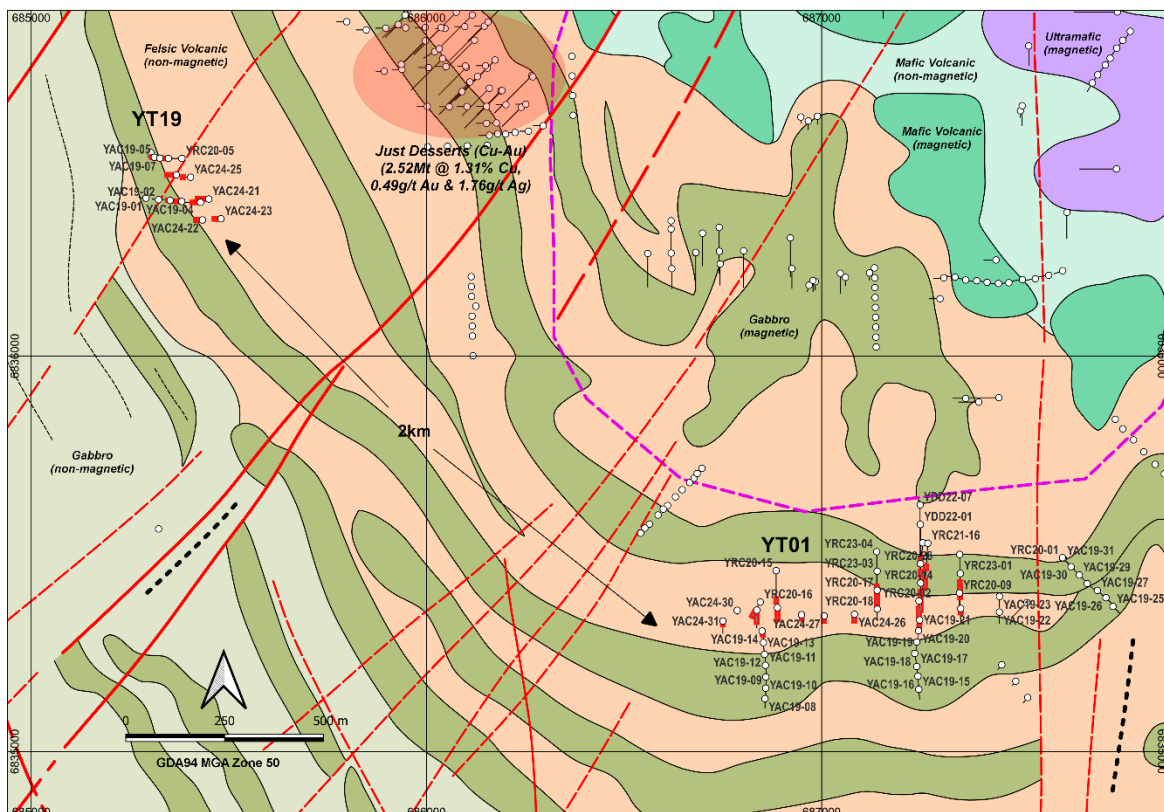 685000
686000
687000
Felsic Volcanic
(non-magnetic)
Ultramafic
(magnetic)
Mafic Volcanic
(non-magnetic)
Mafic Volcanic
(magnetic)
YT19
YAC19-05
YRC20-05
YAC19-07
YAC24-25
YAC19-02
YAC24-21
YAC19-01
YAC19-04
YAC24-23
YAC24-22
Just Desserts (Cu-Au)
(2.52Mt @ 1.31% Cu,
0.49g/t Au & 1.76g/t Ag)
Gabbro
(magnetic)
6836000
6836000
2km
Gabbro
(non-magnetic)
YDD22-07
YDD22-01
YRC21-16
YT01
YRC23-04
YRC20-01
YAC19-31
YRC23-03
YRC20-15
YRC23-01
YAC19-30
YAC19-29
YRC20-17
YRC20-09
YAC19-27
YRC20-16
YRC20-18
YAC19-26
YAC19-25
YAC24-30
YAC19-23
YAC24-31
YAC24-27
YAC24-26
YAC19-21
YAC19-22
YAC19-14
YAC19-13
YAC19-19
YAC19-20
YAC19-12
YAC19-11
YAC19-18
YAC19-17
YAC19-09
YAC19-10
YAC19-16
YAC19-15
YAC19-08
0 250 500 m
GDA94 MGA Zone 50
6835000
6835000
685000
686000
687000